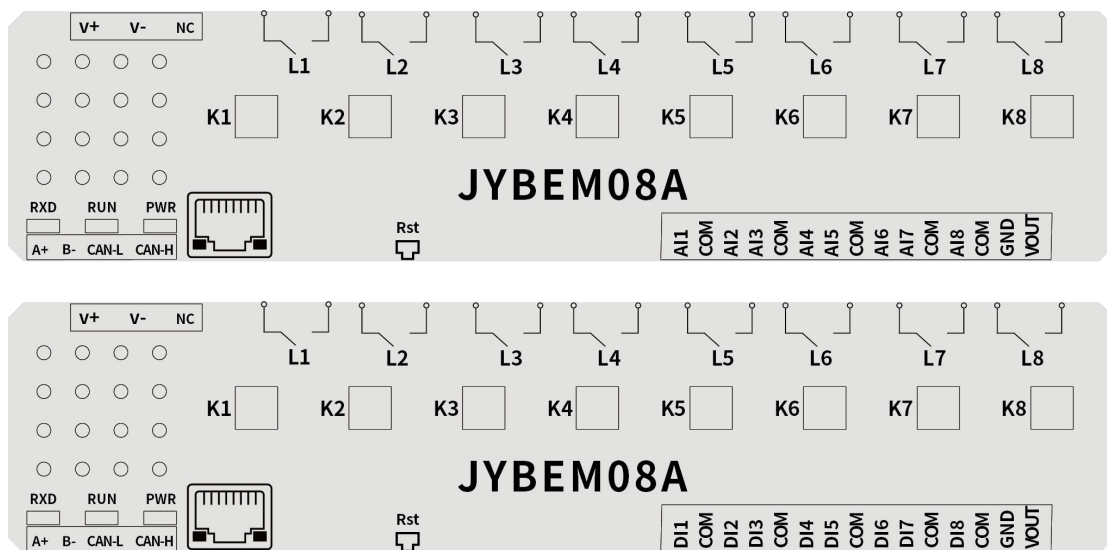 V+ V- NC
L1 L2 L3 L4 L5 L6 L7 L8
K1 K2 K3 K4 K5 K6 K7 K8
JYBEM08A
RXD RUN PWR
Rst
A+ B- CAN-L CAN-H
AI1 COM AI2 AI3 COM AI4 AI5 COM AI6 AI7 COM AI8 COM GND VOUT
V+ V- NC
L1 L2 L3 L4 L5 L6 L7 L8
K1 K2 K3 K4 K5 K6 K7 K8
JYBEM08A
RXD RUN PWR
Rst
A+ B- CAN-L CAN-H
DI1 COM DI2 DI3 COM DI4 DI5 COM DI6 DI7 COM DI8 COM GND VOUT